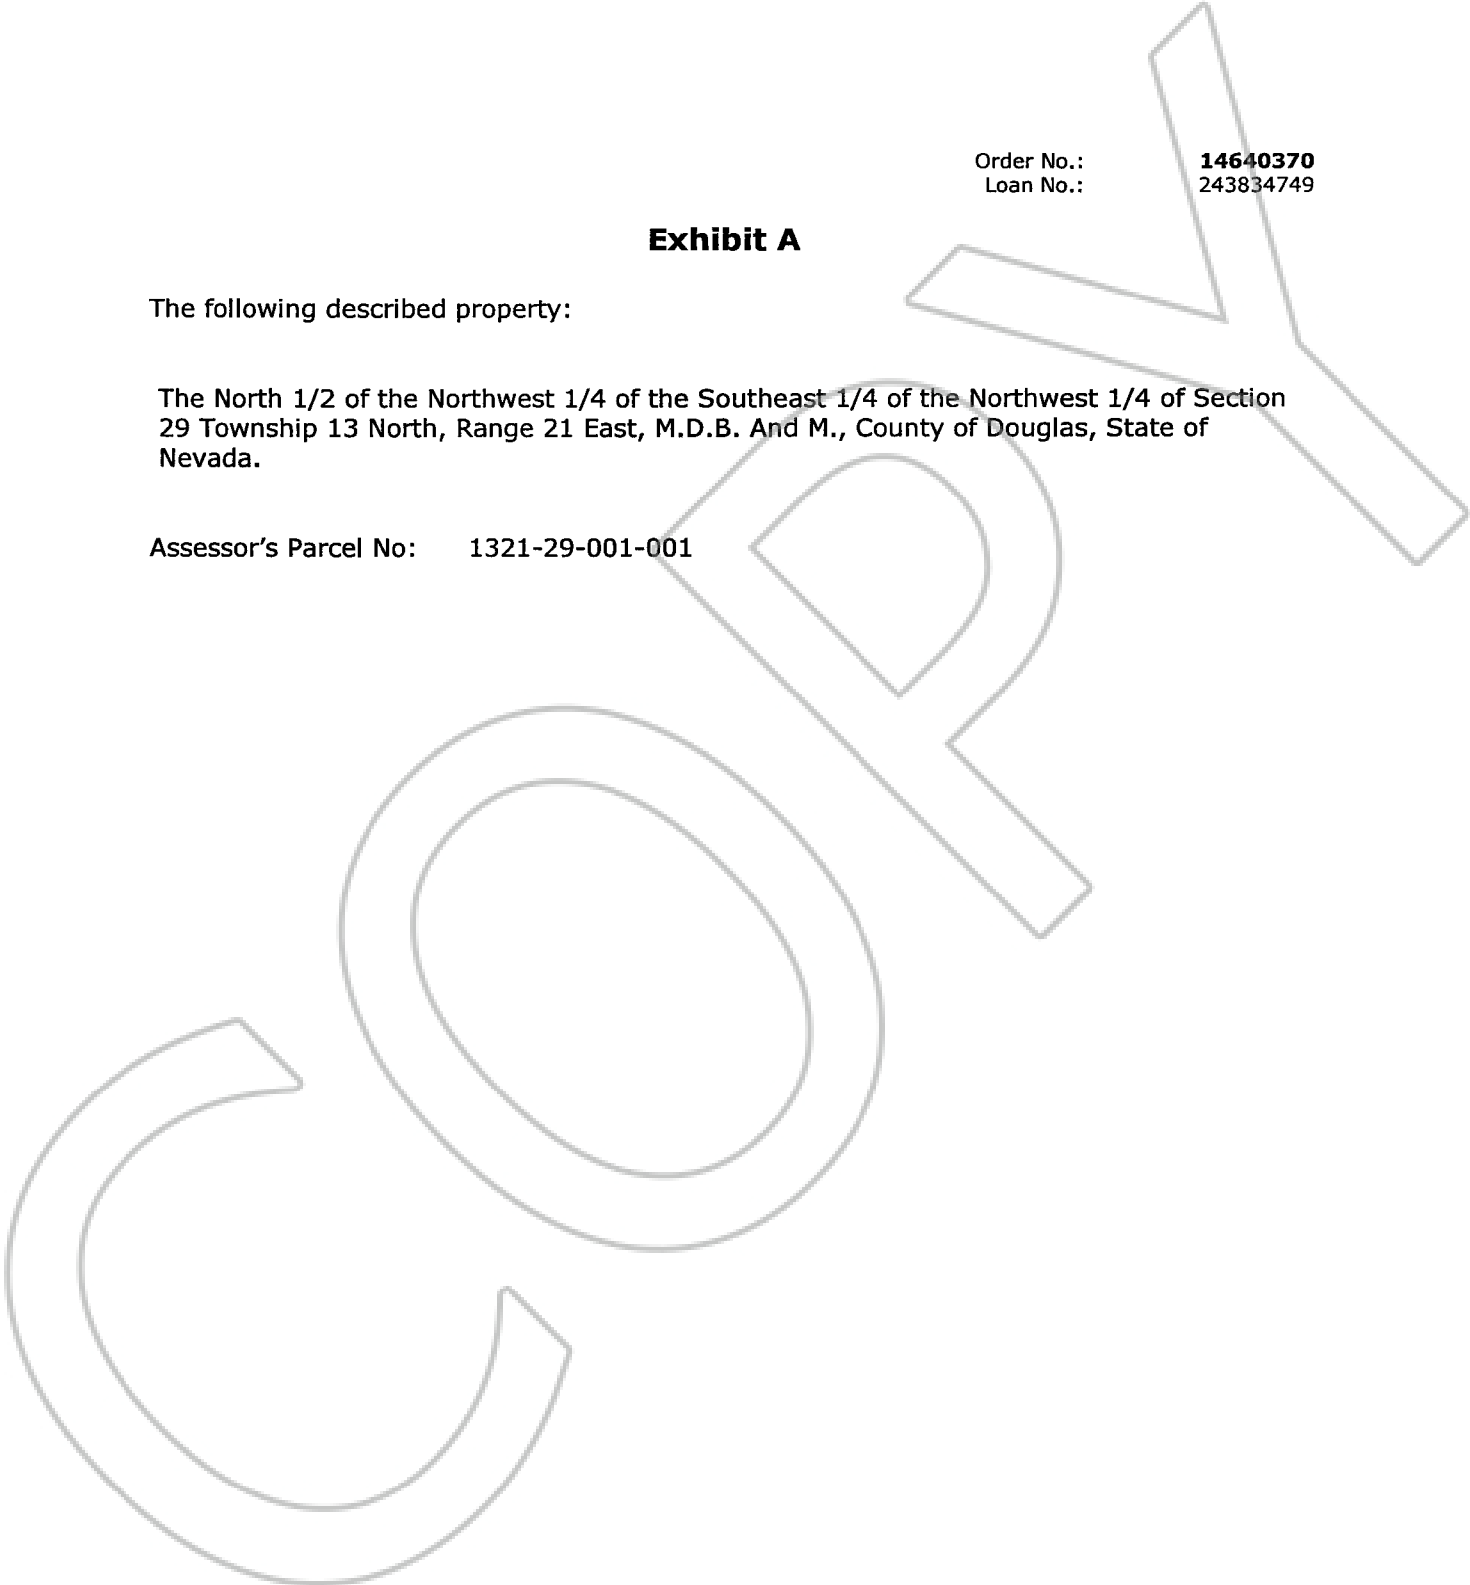 Order No.: 14640370
Loan No.: 243834749
Exhibit A
The following described property:
The North 1/2 of the Northwest 1/4 of the Southeast 1/4 of the Northwest 1/4 of Section
29 Township 13 North, Range 21 East, M.D.B. And M., County of Douglas, State of
Nevada.
Assessor's Parcel No: 1321-29-001-001
COPY